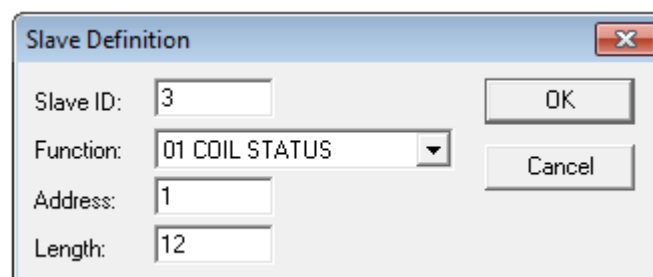 Slave Definition
Slave ID: 3
OK
Function: 01 COIL STATUS
Cancel
Address: 1
Length: 12